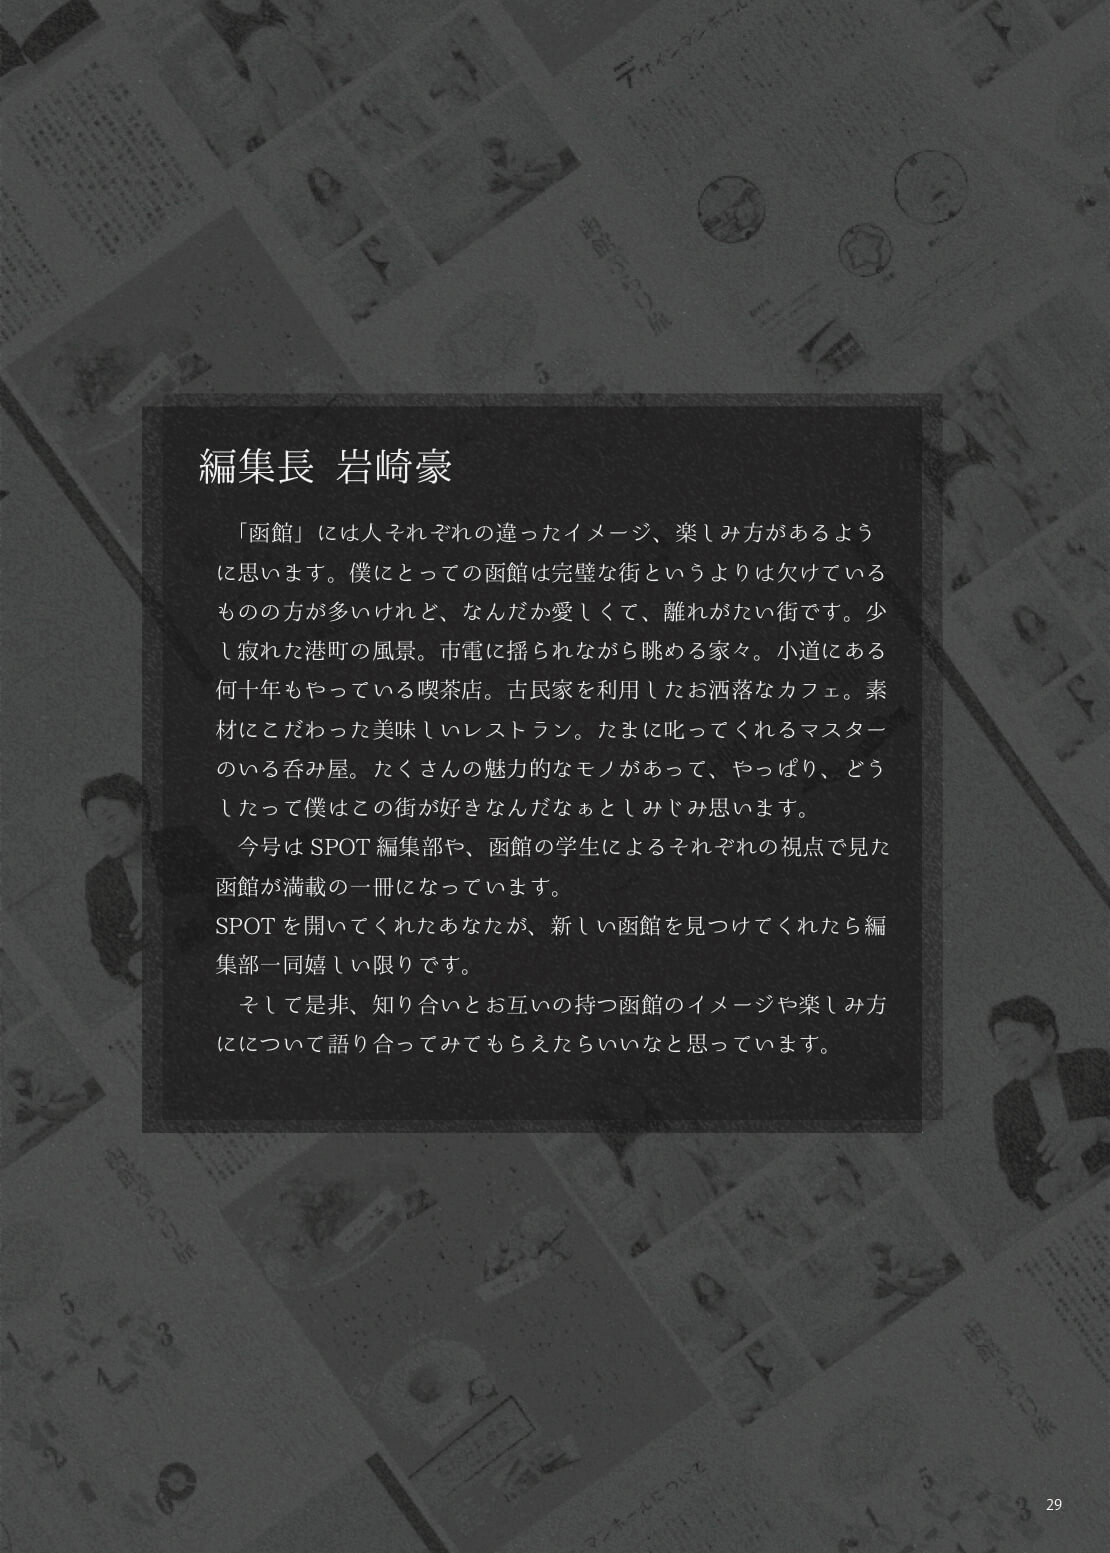 編集長 岩崎豪
「函館」には人それぞれの違ったイメージ、楽しみ方があるよう
に思います。僕にとっての函館は完璧な街というよりは欠けている
ものの方が多いけれど、なんだか愛しくて、離れがたい街です。少
し寂れた港町の風景。市電に揺られながら眺める家々。小道にある
何十年もやっている喫茶店。古民家を利用したお洒落なカフェ。素
材にこだわった美味しいレストラン。たまに叱ってくれるマスター
のいる呑み屋。たくさんの魅力的なモノがあって、やっぱり、どう
したって僕はこの街が好きなんだなぁとしみじみ思います。
今号は SPOT 編集部や、函館の学生によるそれぞれの視点で見た
函館が満載の一冊になっています。
SPOT を開いてくれたあなたが、新しい函館を見つけてくれたら編
集部一同嬉しい限りです。
そして是非、知り合いとお互いの持つ函館のイメージや楽しみ方
ににについて語り合ってみてもらえたらいいなと思っています。
29